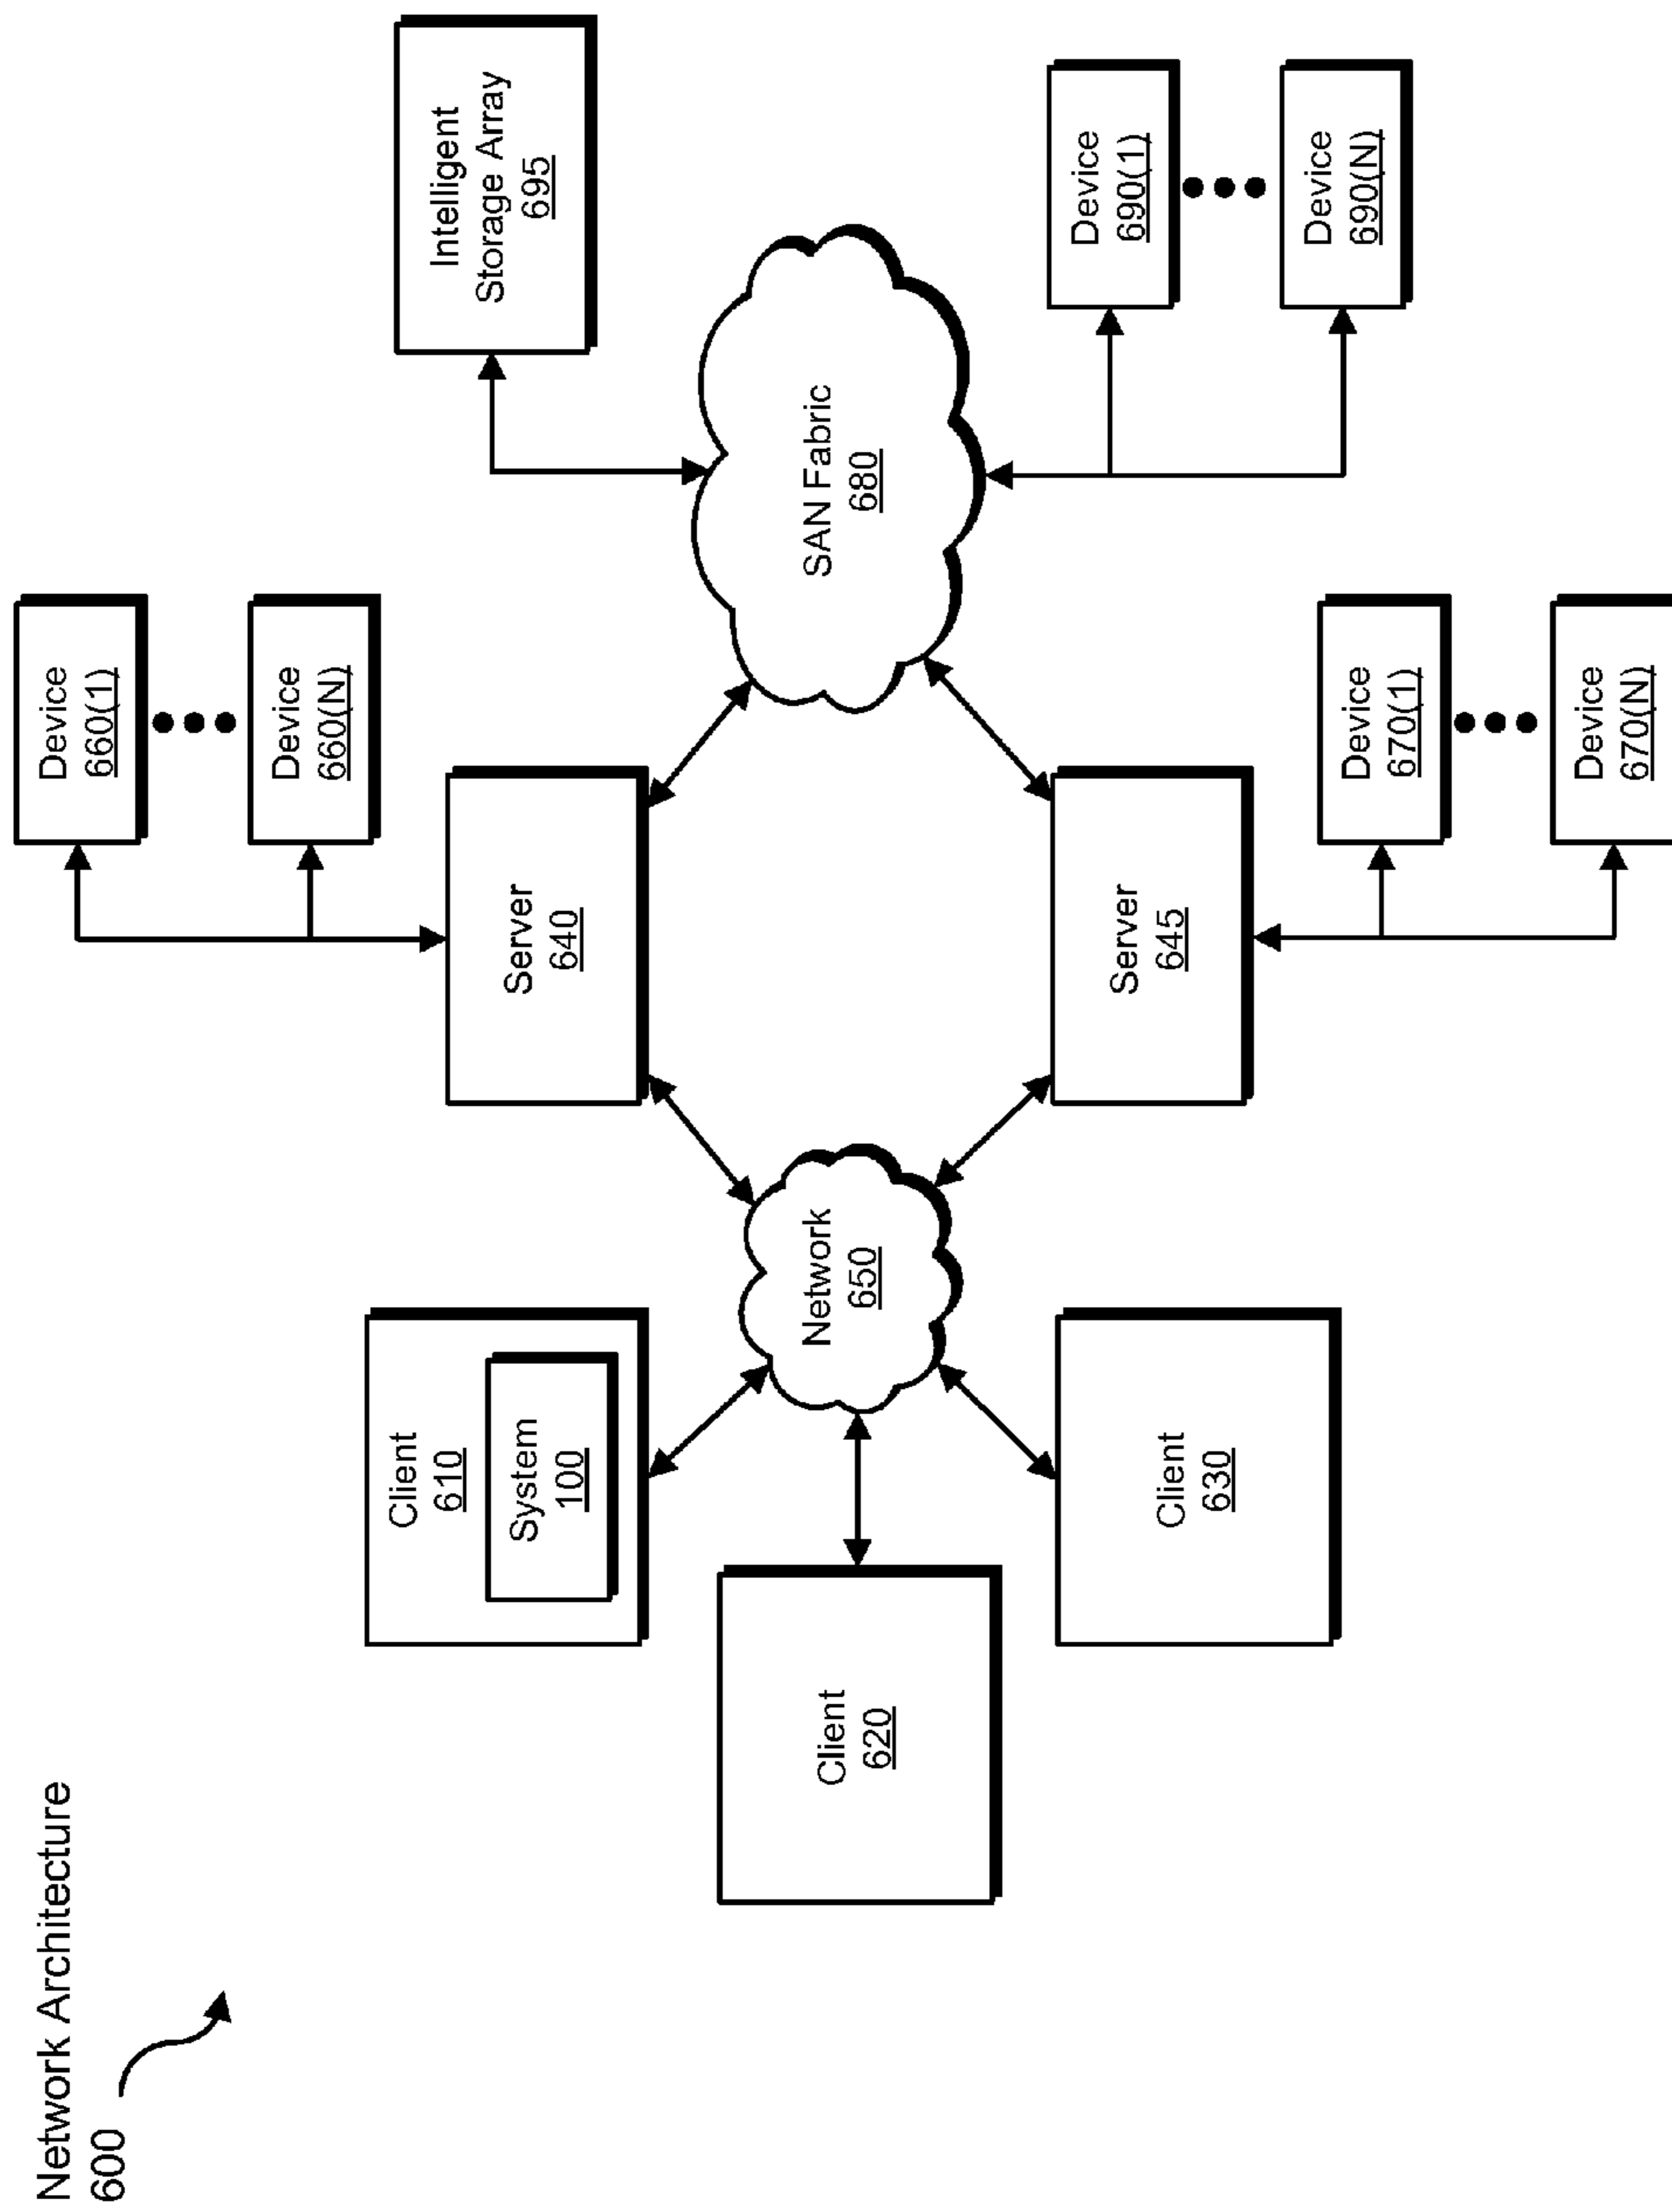 Network Architecture
600
Client
610
System
100
Client
620
Client
630
Network
650
Server
640
Server
645
Device
660(1)
Device
660(N)
Device
670(1)
Device
670(N)
SAN Fabric
680
Intelligent
Storage Array
695
Device
690(1)
Device
690(N)